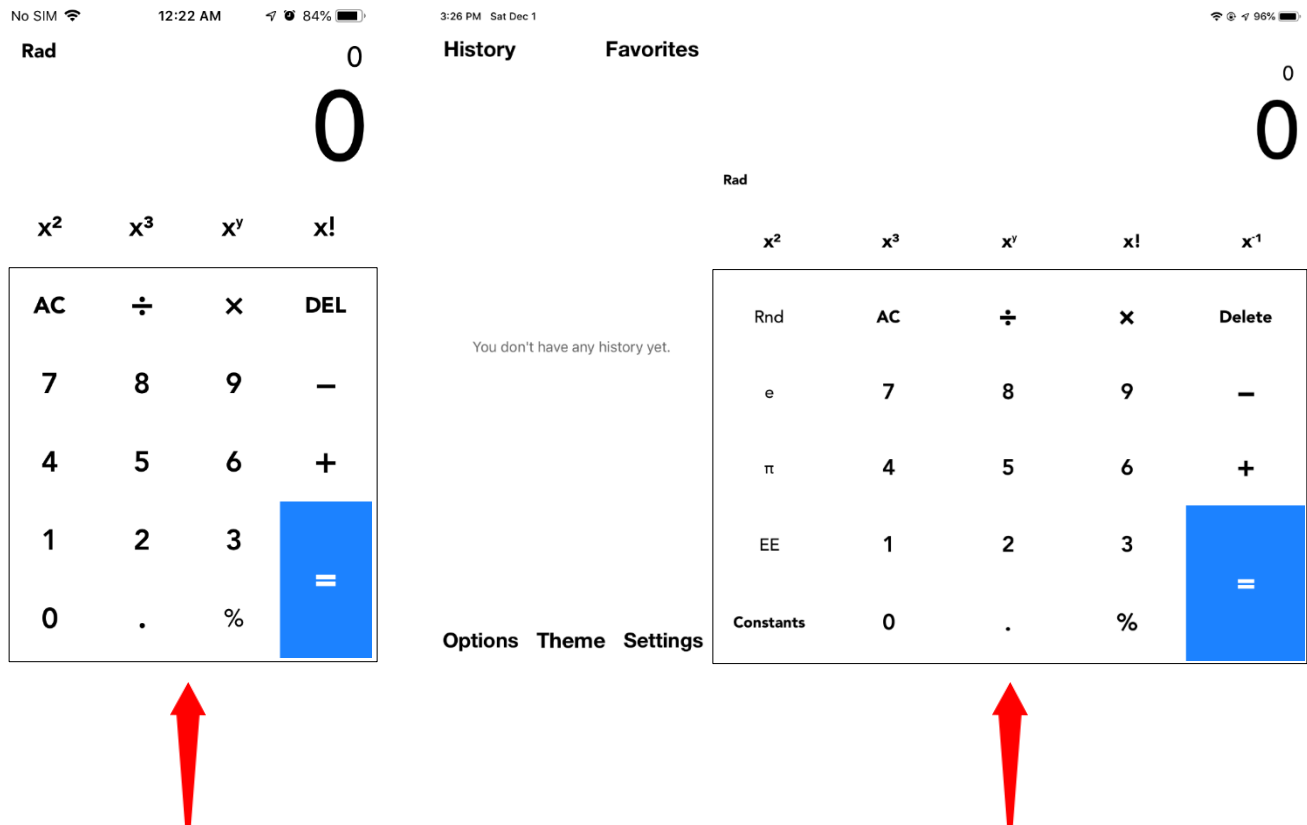 No SIM 12:22 AM 84%
Rad
0
0
x² x³ xʸ x!
AC ÷ × DEL
7 8 9 −
4 5 6 +
1 2 3
=
0 . %
3:26 PM Sat Dec 1 96%
History Favorites
You don't have any history yet.
Options Theme Settings
0
0
Rad
x² x³ xʸ x! x⁻¹
Rnd AC ÷ × Delete
e 7 8 9 −
π 4 5 6 +
EE 1 2 3
=
Constants 0 . %